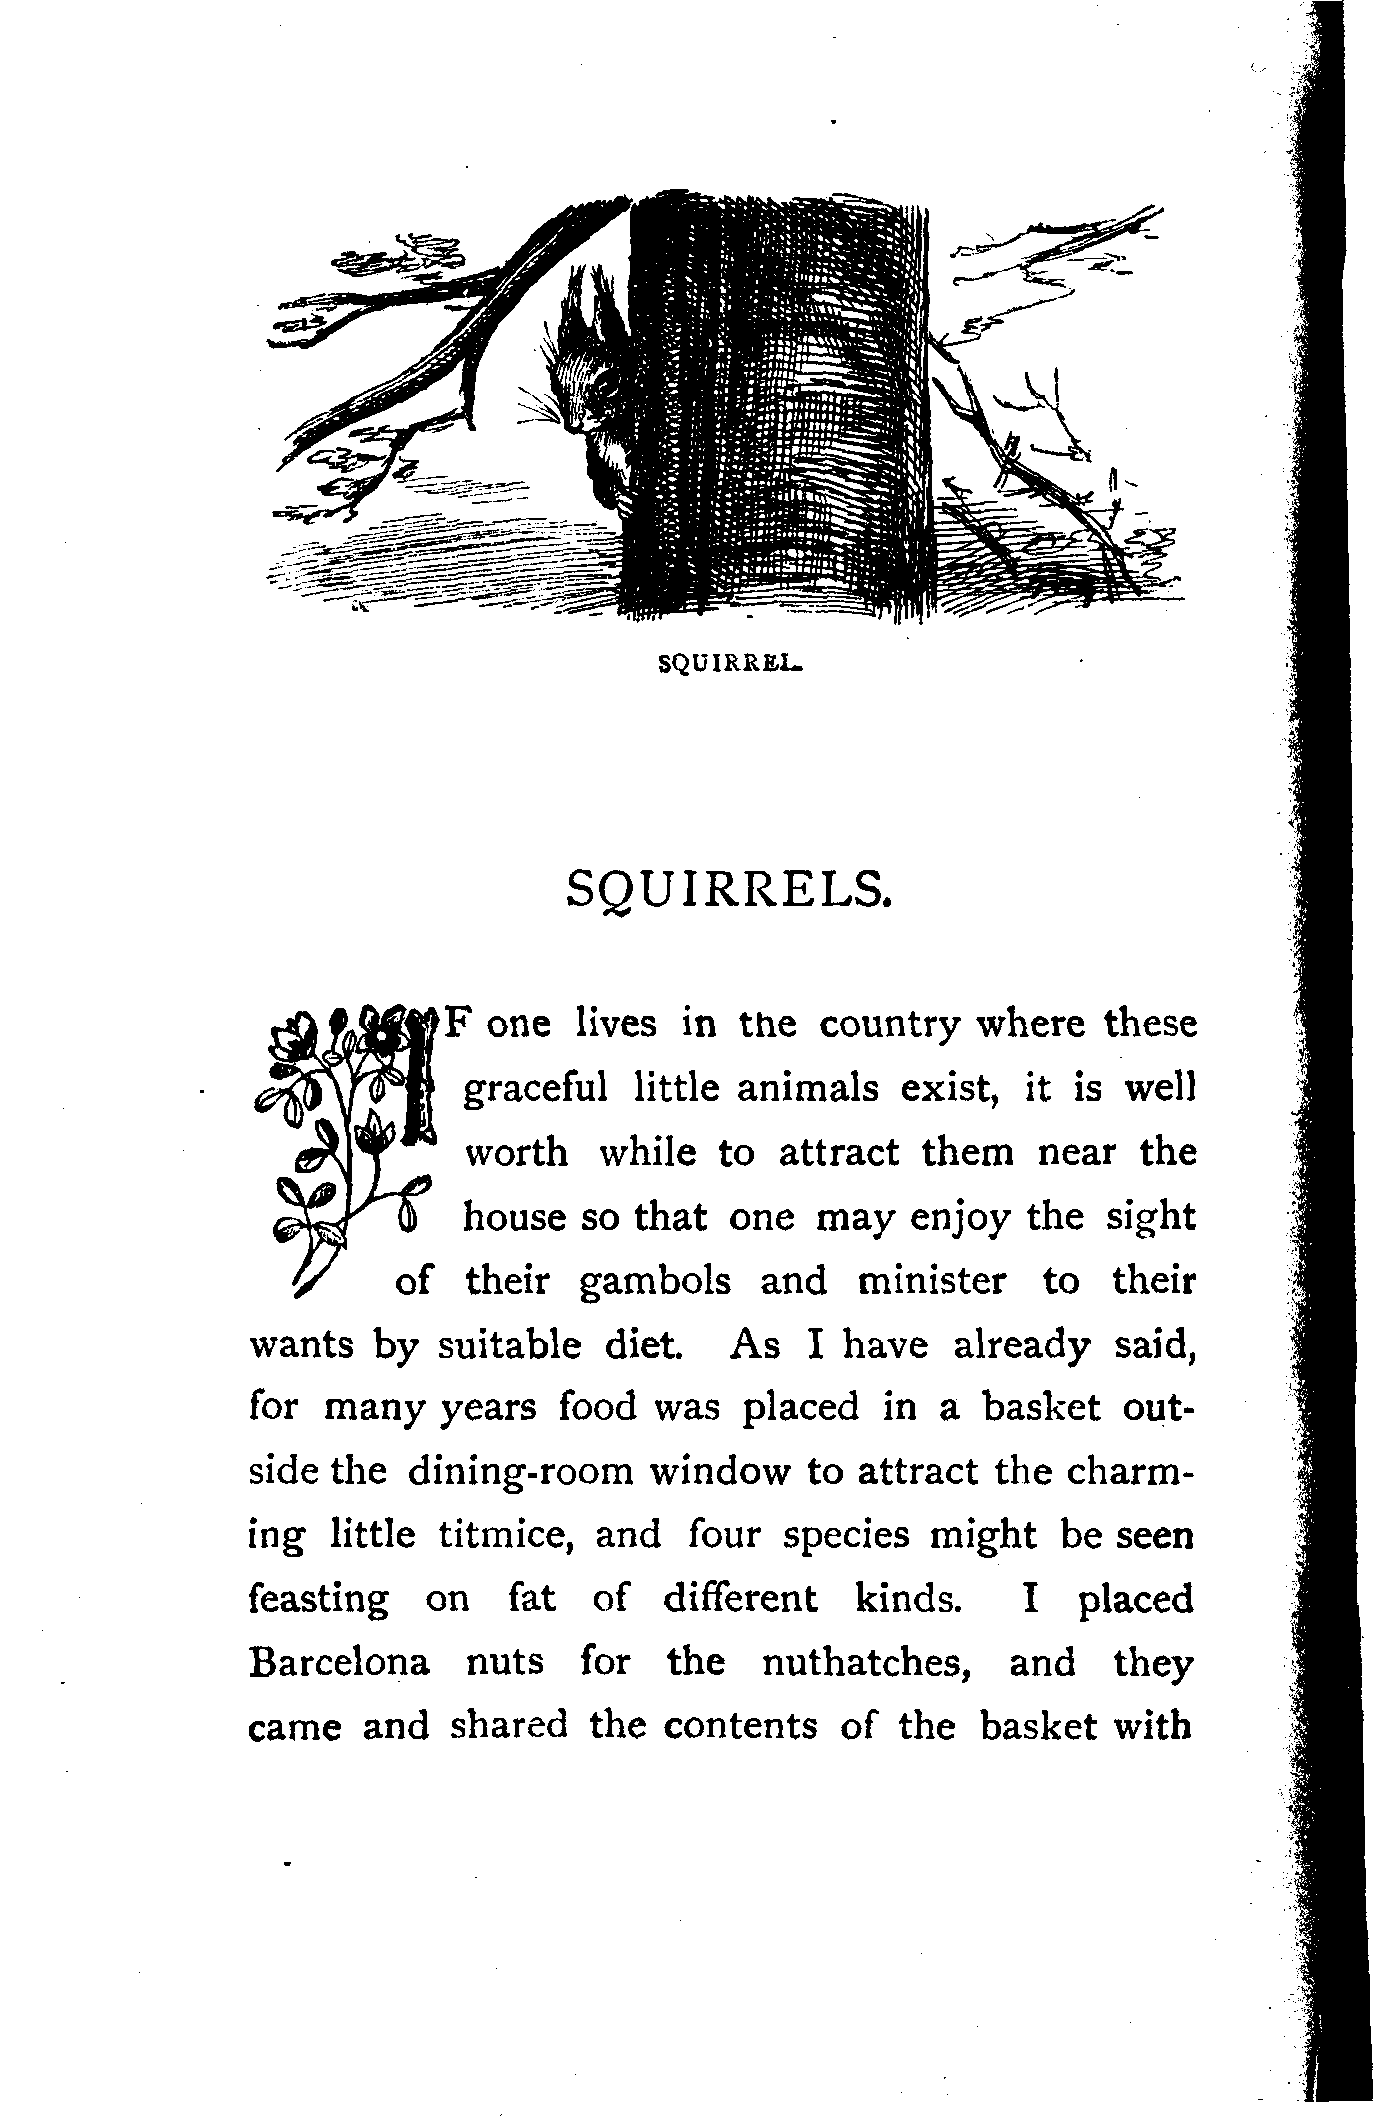 SQUIRREL.
SQUIRRELS.
IF one lives in the country where these
graceful little animals exist, it is well
worth while to attract them near the
house so that one may enjoy the sight
of their gambols and minister to their
wants by suitable diet. As I have already said,
for many years food was placed in a basket out-
side the dining-room window to attract the charm-
ing little titmice, and four species might be seen
feasting on fat of different kinds. I placed
Barcelona nuts for the nuthatches, and they
came and shared the contents of the basket with